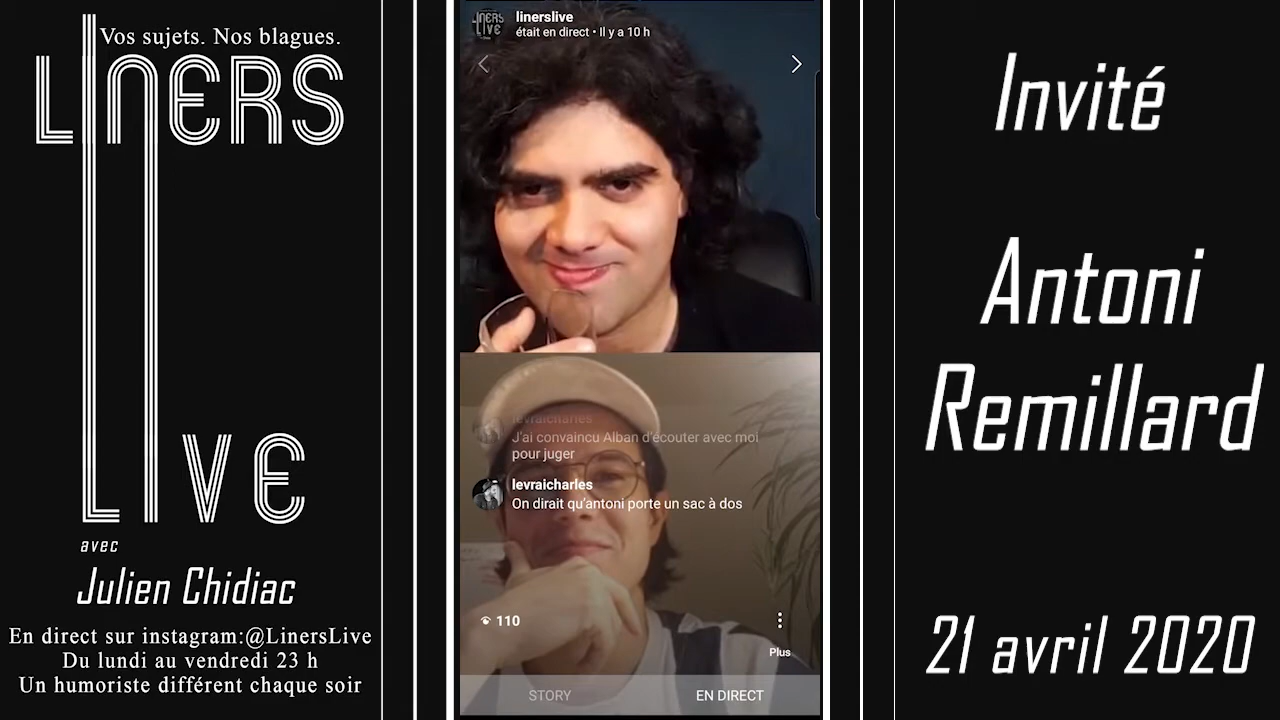 Vos sujets. Nos blagues.
LINERS
LIVE
avec
Julien Chidiac
En direct sur instagram:@LinersLive
Du lundi au vendredi 23 h
Un humoriste différent chaque soir
LINERS
LIVE
linerslive
était en direct • Il y a 10 h
levraicharles
J'ai convaincu Alban d'écouter avec moi
pour juger
levraicharles
On dirait qu'antoni porte un sac à dos
110
Plus
STORY
EN DIRECT
Invité
Antoni
Remillard
21 avril 2020